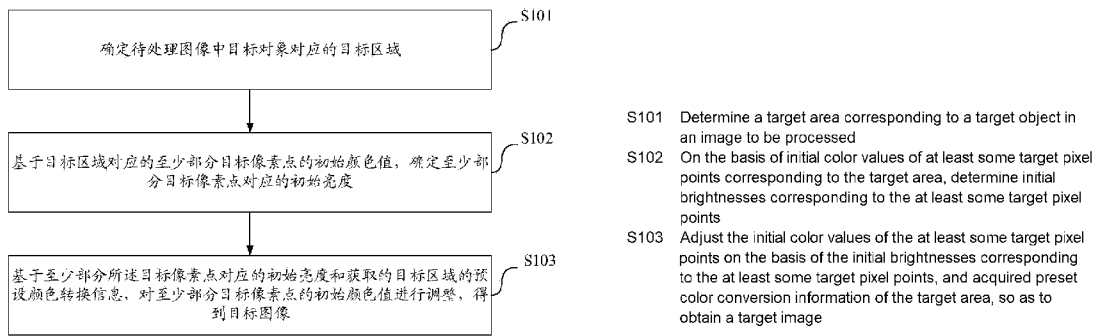 S101
确定待处理图像中目标对象对应的目标区域
S102
基于目标区域对应的至少部分目标像素点的初始颜色值，确定至少部
分目标像素点对应的初始亮度
S103
基于至少部分所述目标像素点对应的初始亮度和获取的目标区域的预
设颜色转换信息，对至少部分目标像素点的初始颜色值进行调整，得
到目标图像
S101 Determine a target area corresponding to a target object in
an image to be processed
S102 On the basis of initial color values of at least some target pixel
points corresponding to the target area, determine initial
brightnesses corresponding to the at least some target pixel
points
S103 Adjust the initial color values of the at least some target pixel
points on the basis of the initial brightnesses corresponding
to the at least some target pixel points, and acquired preset
color conversion information of the target area, so as to
obtain a target image